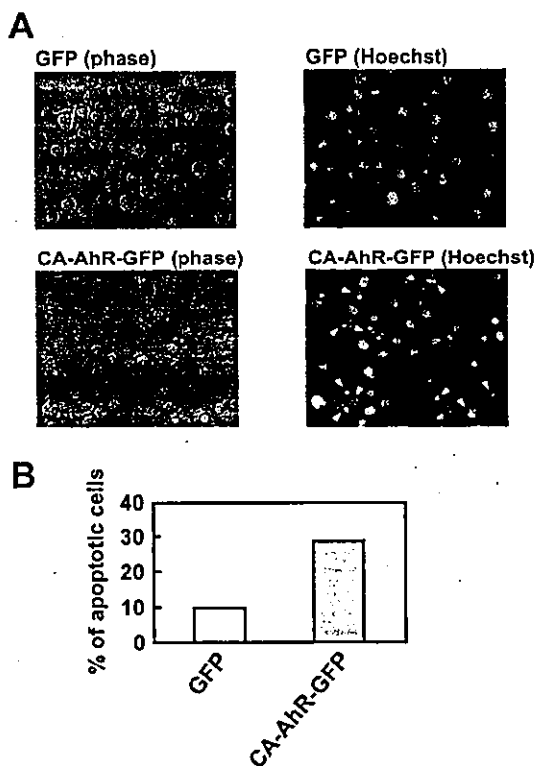 A
GFP (phase)
GFP (Hoechst)
CA-AhR-GFP (phase)
CA-AhR-GFP (Hoechst)
B
% of apoptotic cells
40
30
20
10
0
GFP
CA-AhR-GFP